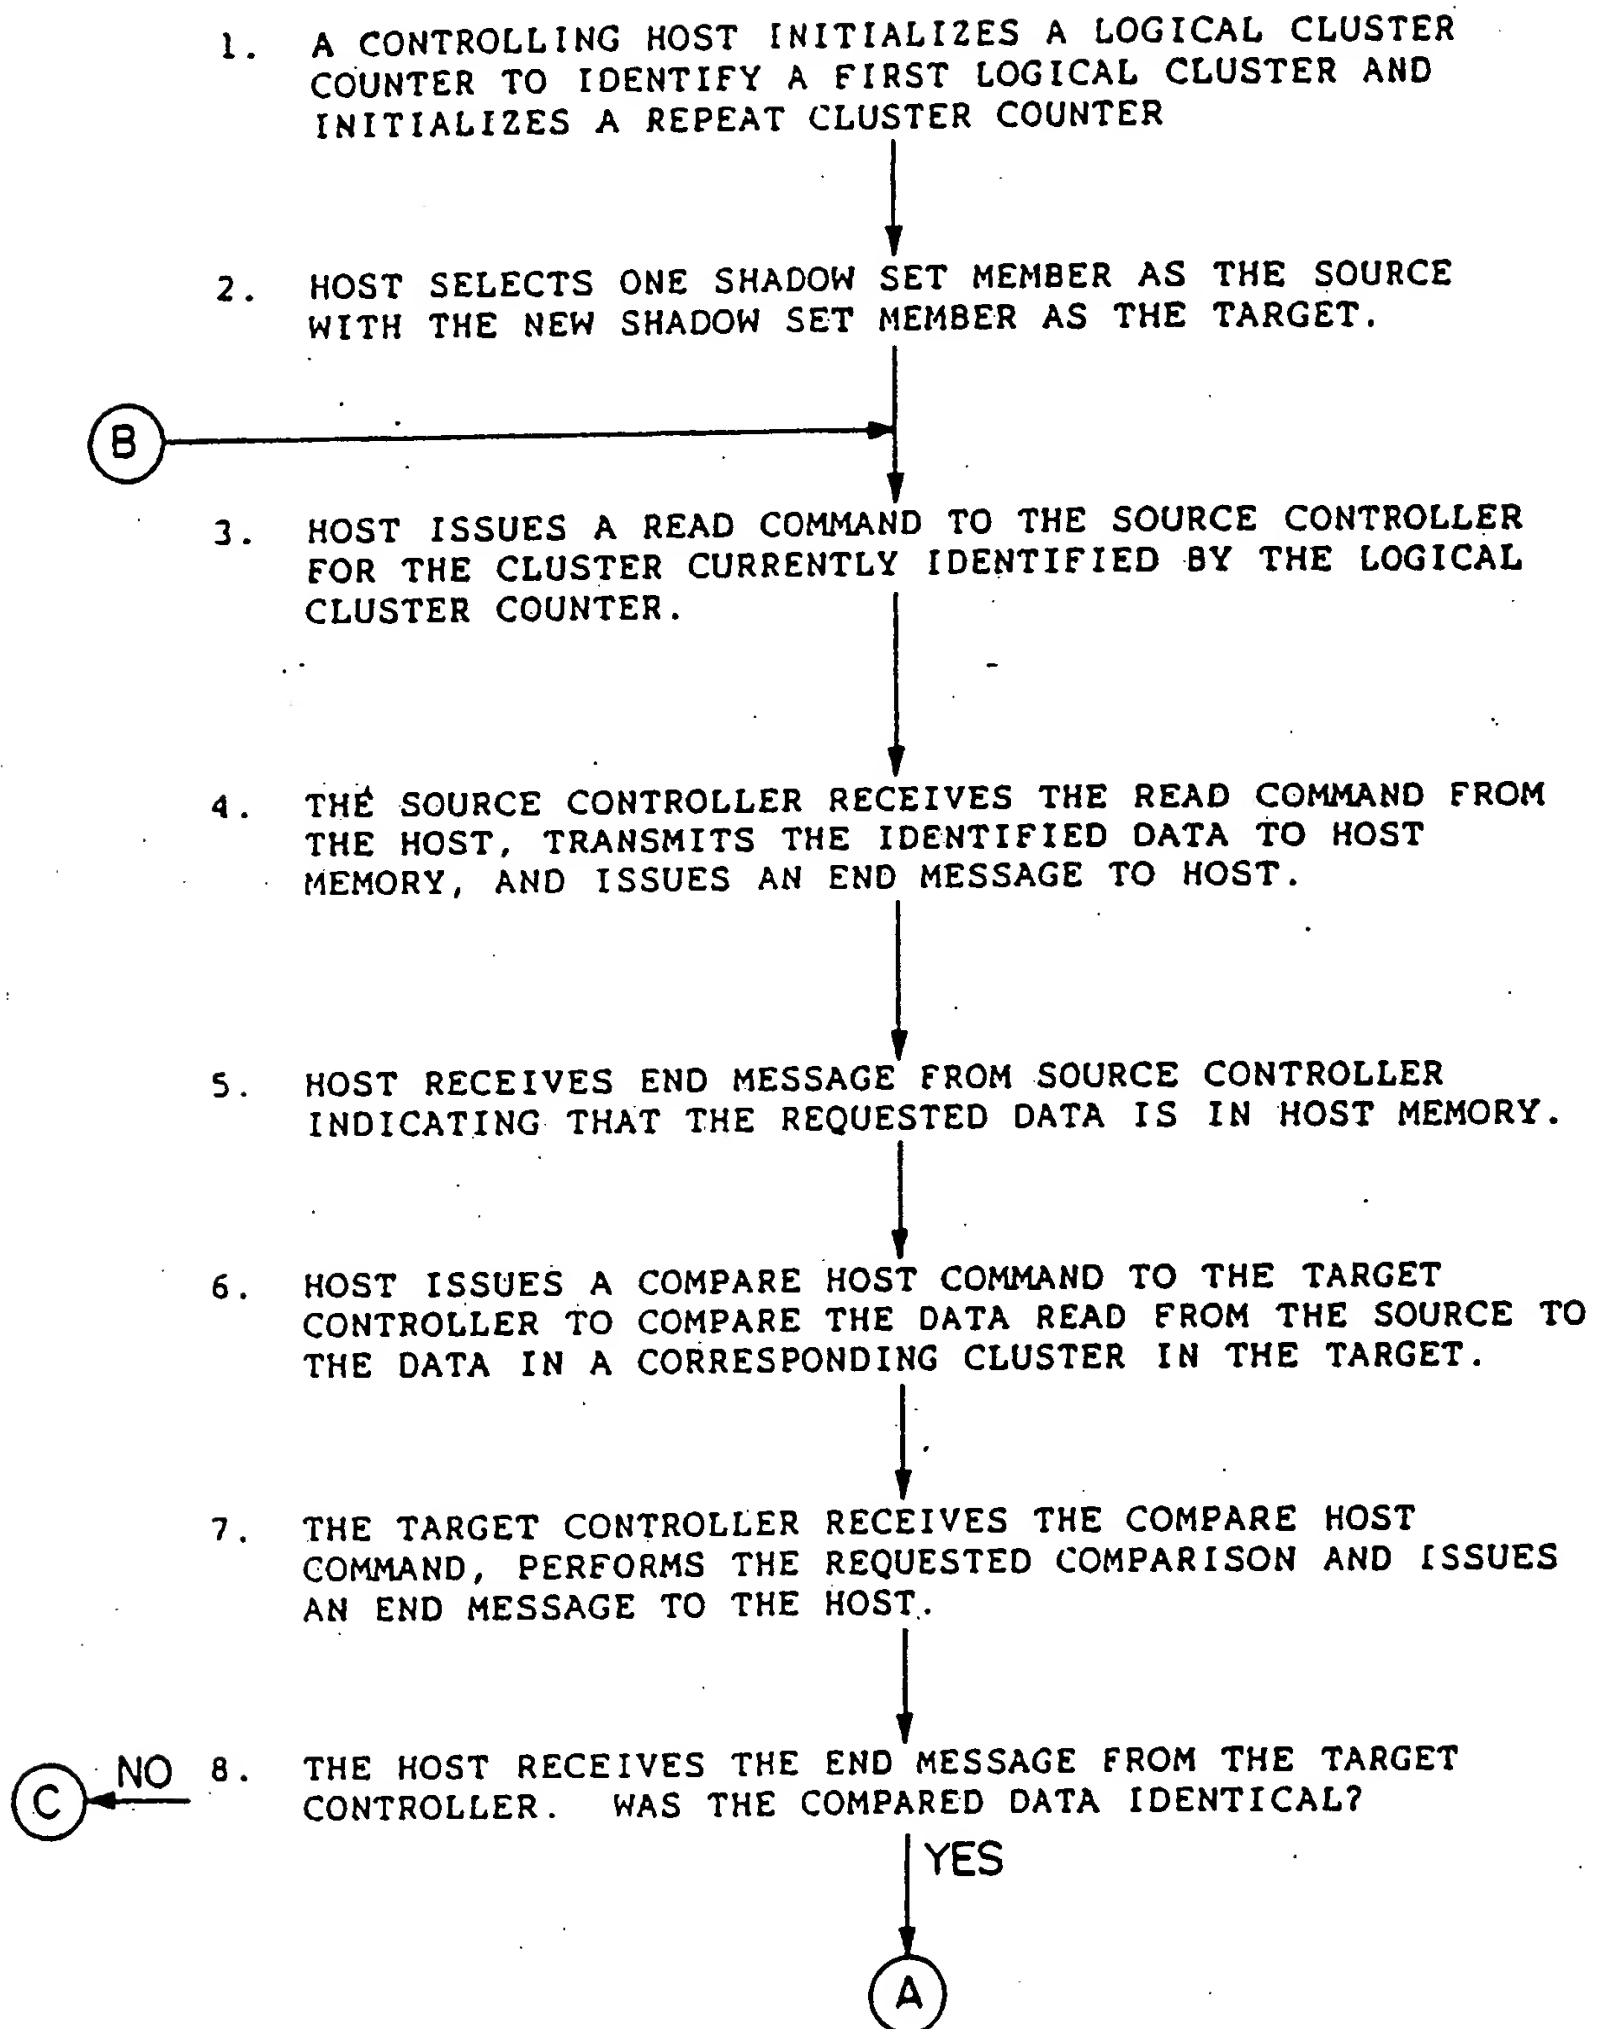 1. A CONTROLLING HOST INITIALIZES A LOGICAL CLUSTER
COUNTER TO IDENTIFY A FIRST LOGICAL CLUSTER AND
INITIALIZES A REPEAT CLUSTER COUNTER
2. HOST SELECTS ONE SHADOW SET MEMBER AS THE SOURCE
WITH THE NEW SHADOW SET MEMBER AS THE TARGET.
B
3. HOST ISSUES A READ COMMAND TO THE SOURCE CONTROLLER
FOR THE CLUSTER CURRENTLY IDENTIFIED BY THE LOGICAL
CLUSTER COUNTER.
4. THE SOURCE CONTROLLER RECEIVES THE READ COMMAND FROM
THE HOST, TRANSMITS THE IDENTIFIED DATA TO HOST
MEMORY, AND ISSUES AN END MESSAGE TO HOST.
5. HOST RECEIVES END MESSAGE FROM SOURCE CONTROLLER
INDICATING THAT THE REQUESTED DATA IS IN HOST MEMORY.
6. HOST ISSUES A COMPARE HOST COMMAND TO THE TARGET
CONTROLLER TO COMPARE THE DATA READ FROM THE SOURCE TO
THE DATA IN A CORRESPONDING CLUSTER IN THE TARGET.
7. THE TARGET CONTROLLER RECEIVES THE COMPARE HOST
COMMAND, PERFORMS THE REQUESTED COMPARISON AND ISSUES
AN END MESSAGE TO THE HOST.
C NO 8. THE HOST RECEIVES THE END MESSAGE FROM THE TARGET
CONTROLLER. WAS THE COMPARED DATA IDENTICAL?
YES
A